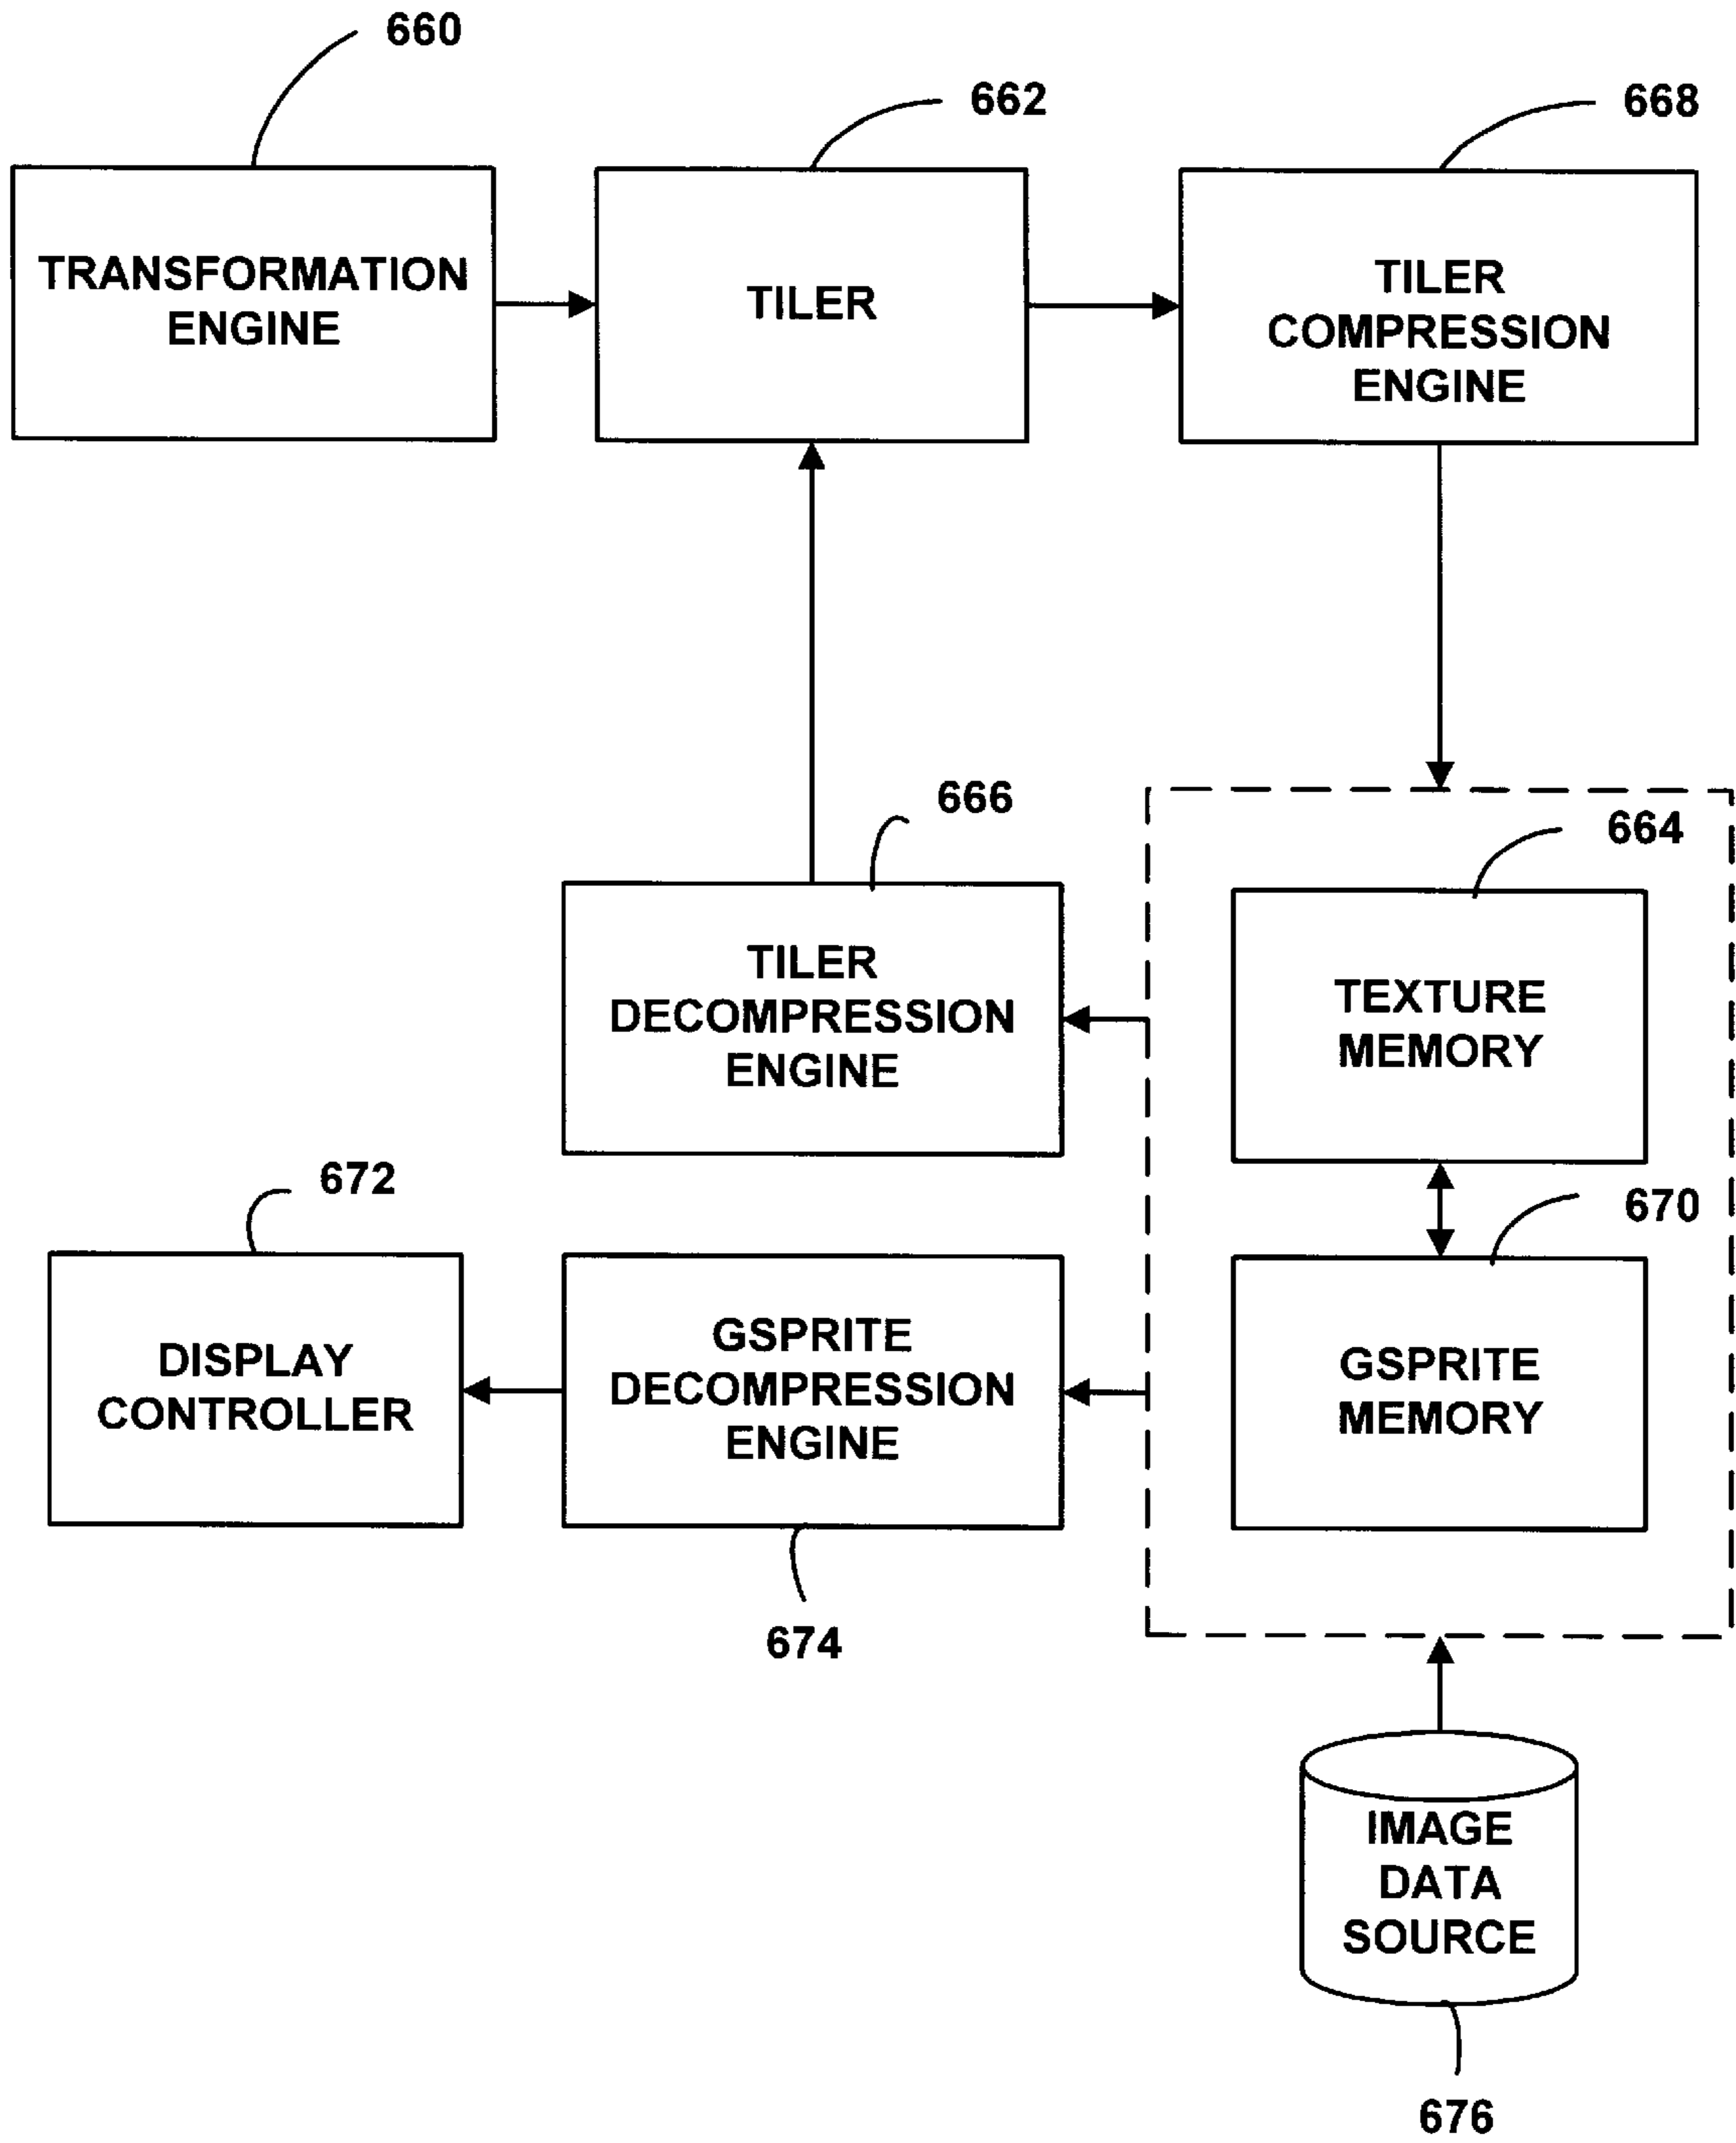 660
662
668
TRANSFORMATION
ENGINE
TILER
TILER
COMPRESSION
ENGINE
666
664
TILER
DECOMPRESSION
ENGINE
TEXTURE
MEMORY
672
670
DISPLAY
CONTROLLER
GSPRITE
DECOMPRESSION
ENGINE
GSPRITE
MEMORY
674
IMAGE
DATA
SOURCE
676